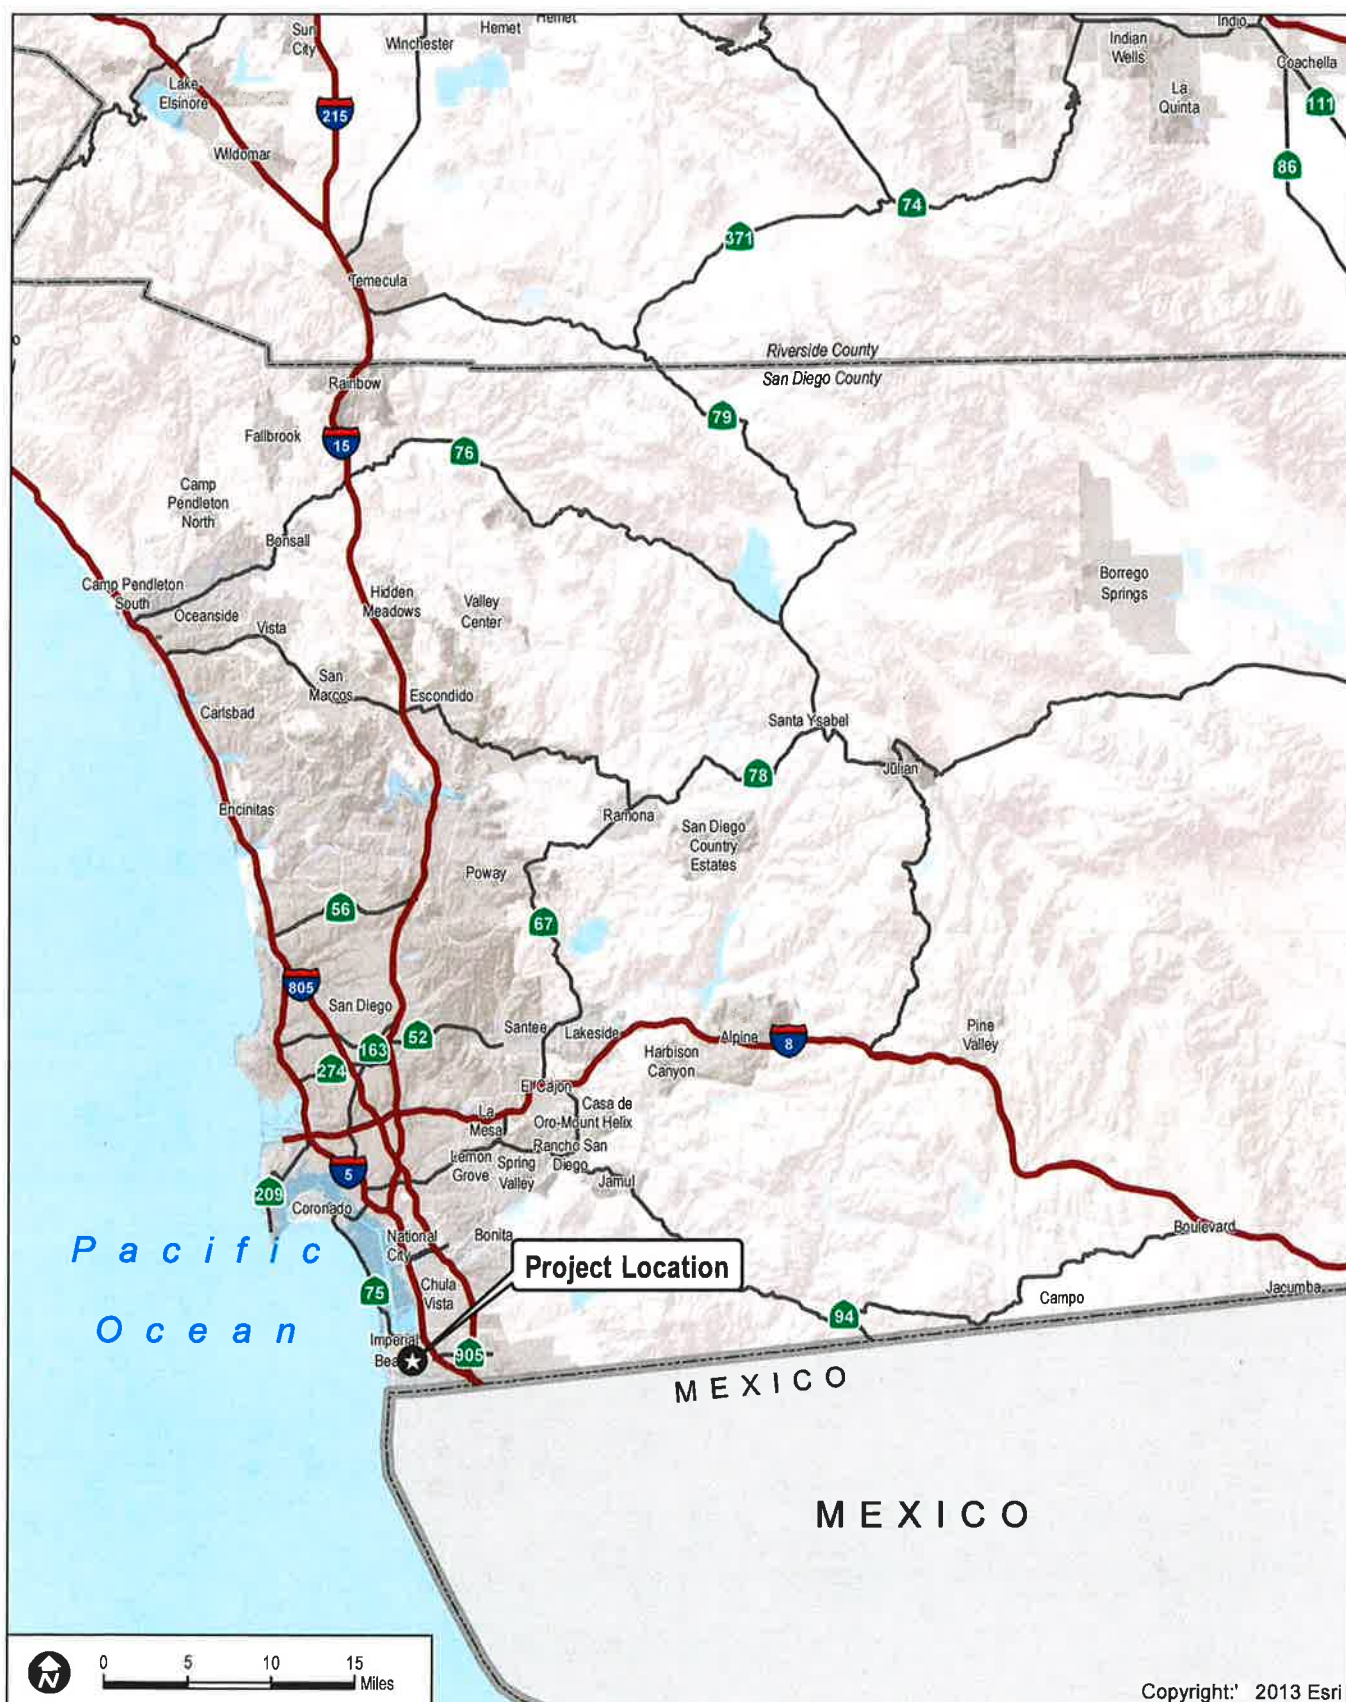 Hemet
Sun
City
Winchester
Hemet
Indio
Indian
Wells
Coachella
Lake
Elsinore
La
Quinta
111
215
Wildomar
86
74
371
Temecula
Riverside County
San Diego County
Rainbow
79
Fallbrook
15
76
Camp
Pendleton
North
Bonsall
Borrego
Springs
Camp Pendleton
South
Hidden
Meadows
Valley
Center
Oceanside
Vista
San
Marcos
Escondido
Carlsbad
Santa Ysabel
78
Julian
Encinitas
Ramona
San Diego
Country
Estates
Poway
56
67
805
San Diego
Santee
Lakeside
Alpine
8
Pine
Valley
163
52
274
Harbison
Canyon
El Cajon
Casa de
Oro-Mount Helix
La
Mesa
Rancho San
Diego
Lemon
Grove
Spring
Valley
Jamul
5
209
Coronado
National
City
Bonita
Boulevard
Pacific
Ocean
Project Location
75
Chula
Vista
Jacumba
Campo
94
Imperial
905
MEXICO
MEXICO
N
0 5 10 15
Miles
Copyright:' 2013 Esri